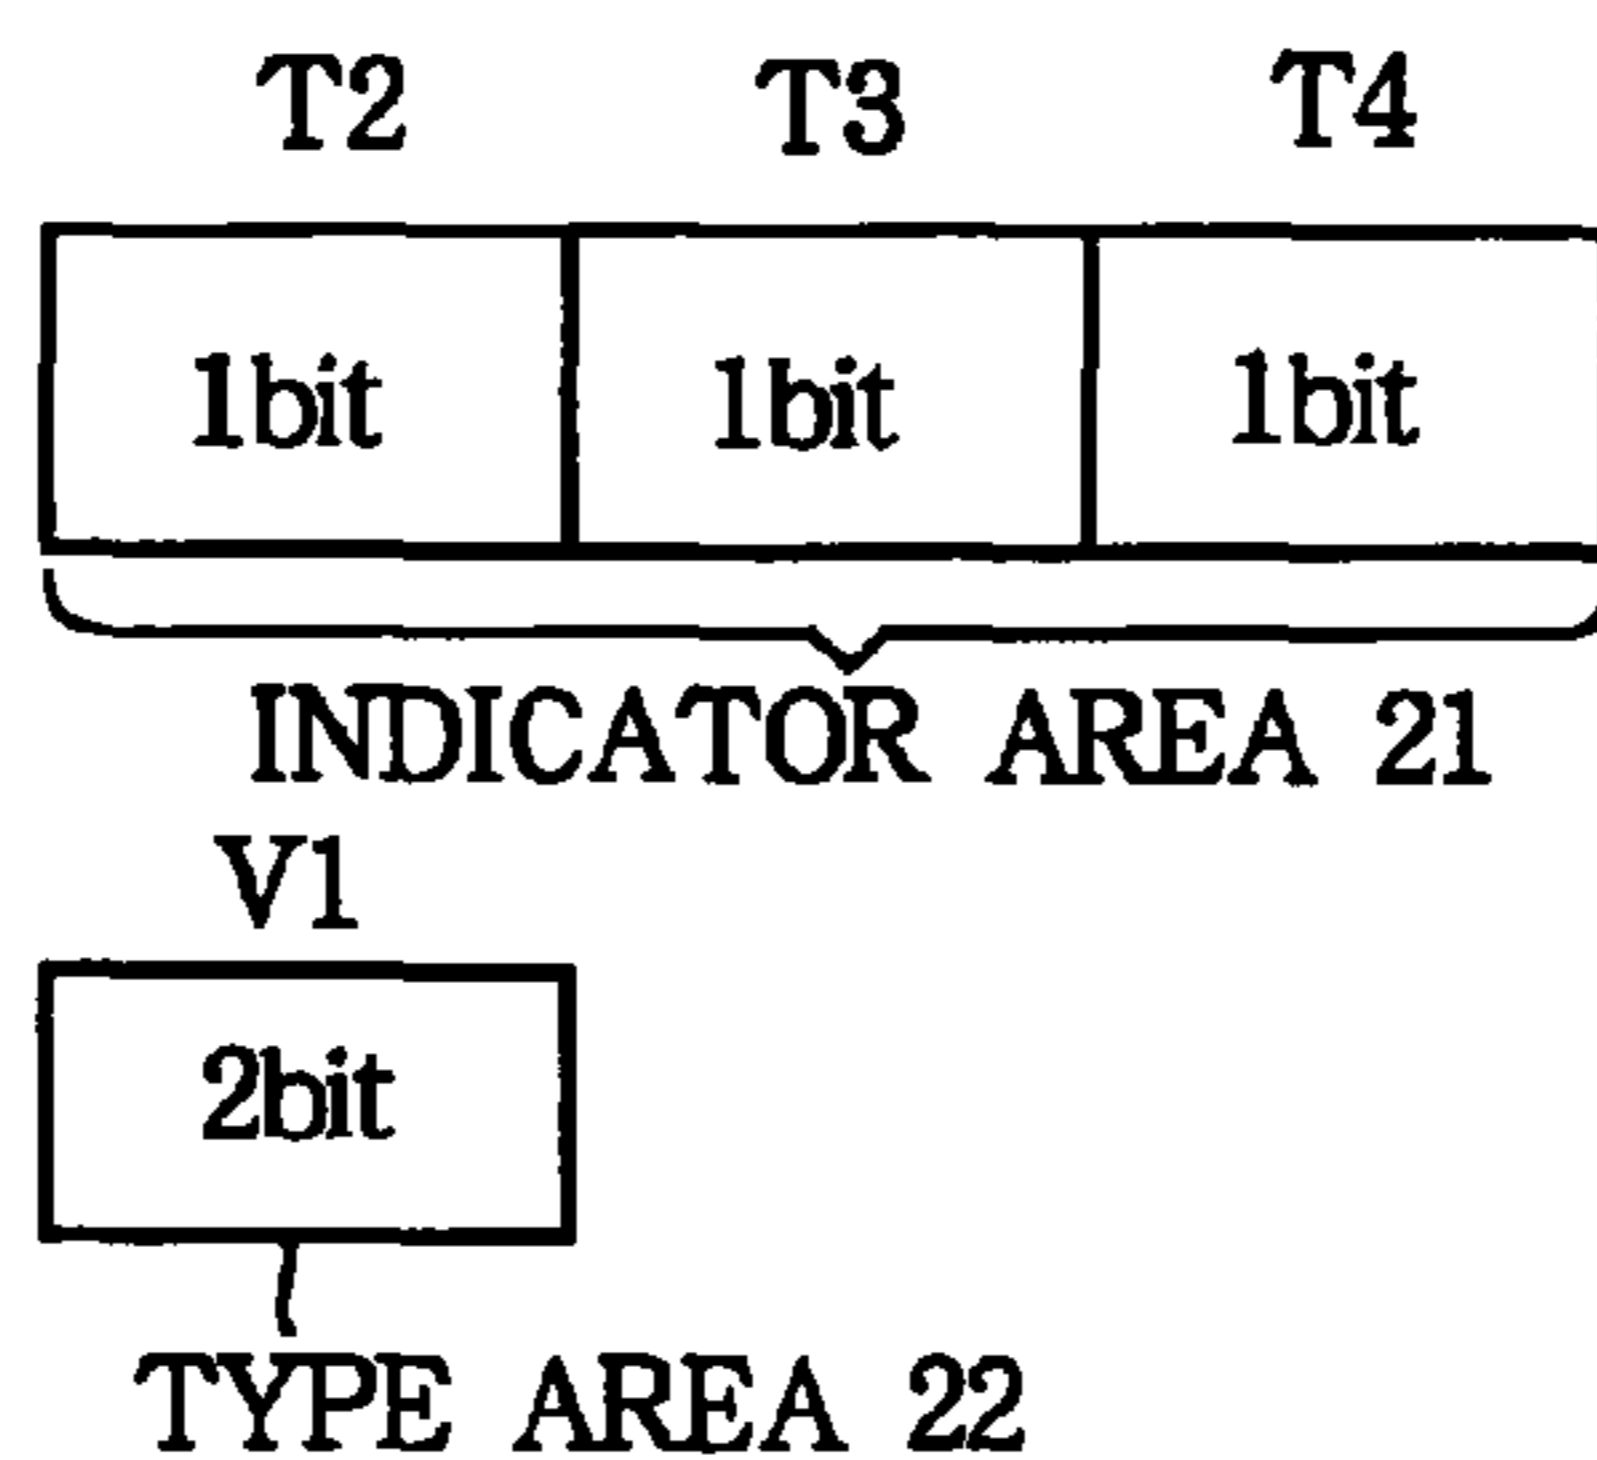 T2 T3 T4
1bit 1bit 1bit
INDICATOR AREA 21
V1
2bit
TYPE AREA 22